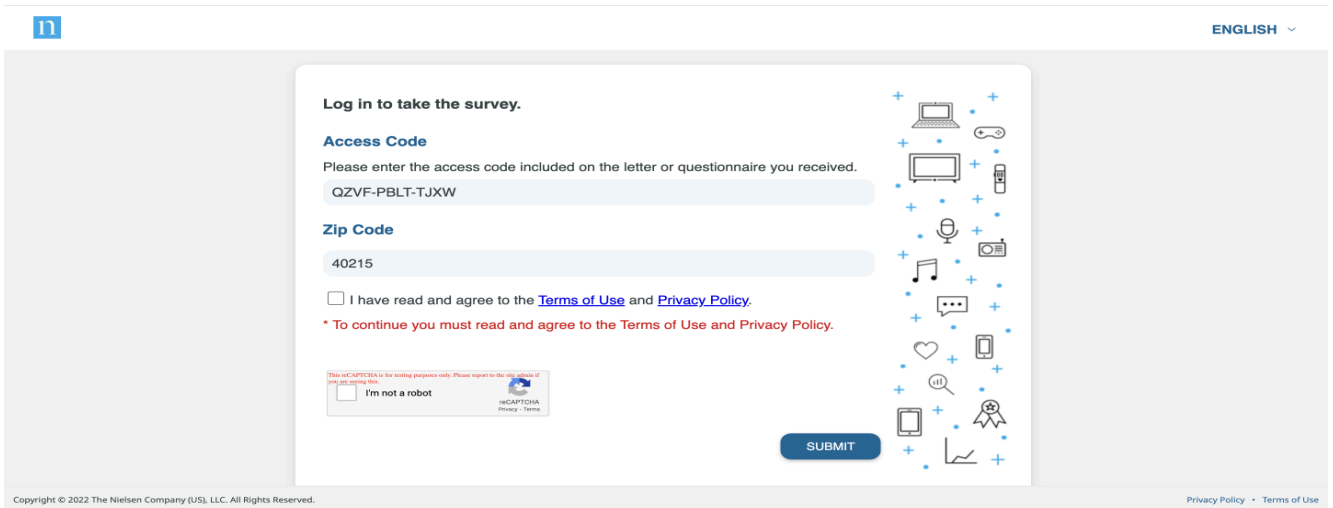 n
ENGLISH
Log in to take the survey.
Access Code
Please enter the access code included on the letter or questionnaire you received.
QZVF-PBLT-TJXW
Zip Code
40215
I have read and agree to the Terms of Use and Privacy Policy.
* To continue you must read and agree to the Terms of Use and Privacy Policy.
This reCAPTCHA is for testing purposes only. Please report to the site admin if
you are seeing this.
I'm not a robot
reCAPTCHA
Privacy - Terms
SUBMIT
Copyright © 2022 The Nielsen Company (US), LLC. All Rights Reserved.
Privacy Policy • Terms of Use